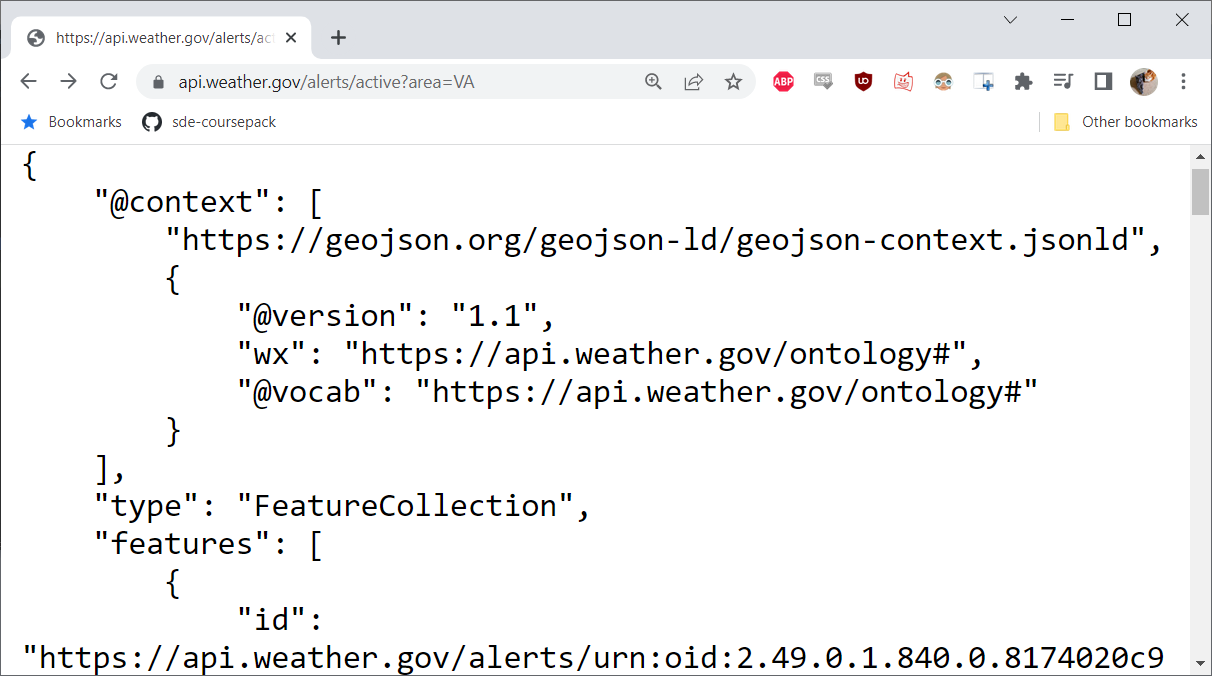 https://api.weather.gov/alerts/act
api.weather.gov/alerts/active?area=VA
ABP
CSS
Bookmarks
sde-coursepack
Other bookmarks
{
"@context": [
"https://geojson.org/geojson-ld/geojson-context.jsonld",
{
"@version": "1.1",
"wx": "https://api.weather.gov/ontology#",
"@vocab": "https://api.weather.gov/ontology#"
}
],
"type": "FeatureCollection",
"features": [
{
"id":
"https://api.weather.gov/alerts/urn:oid:2.49.0.1.840.0.8174020c9